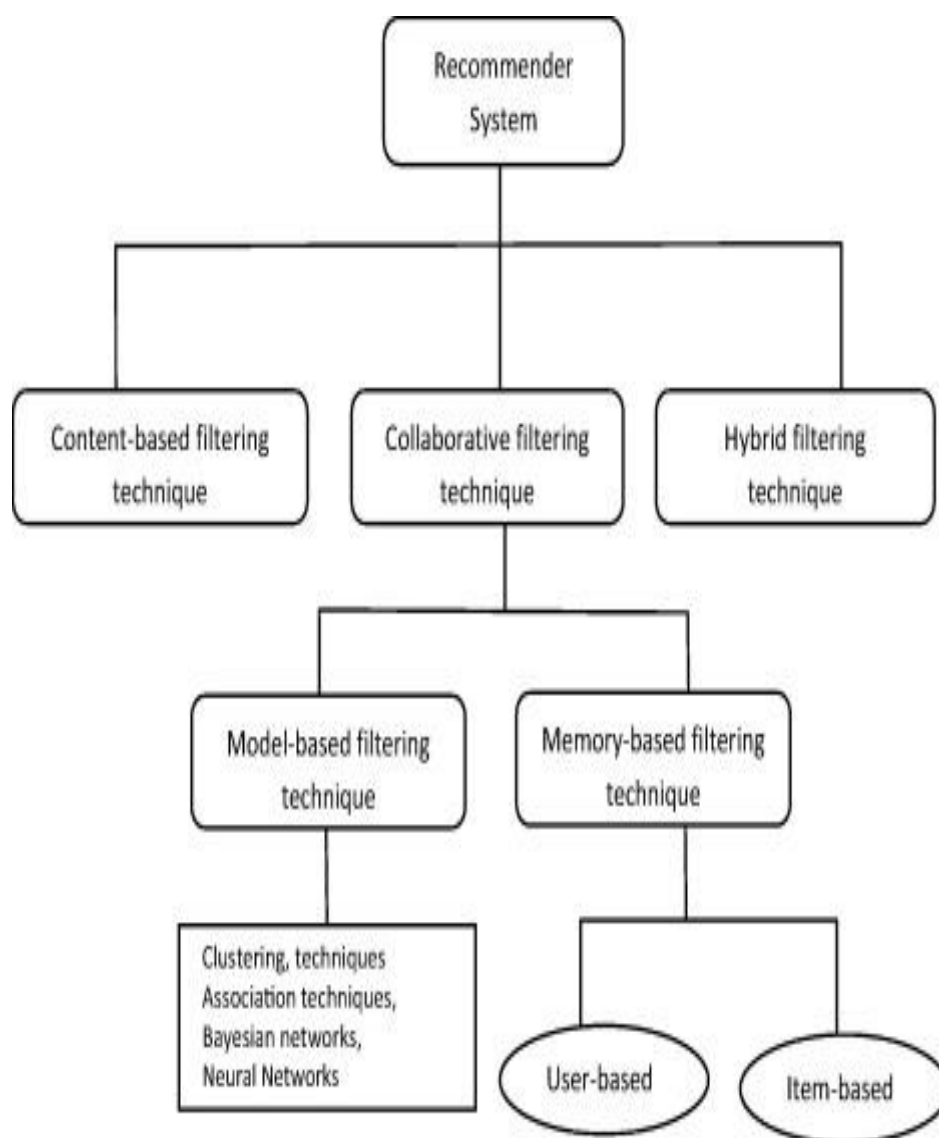 Recommender
System
Content-based filtering
technique
Collaborative filtering
technique
Hybrid filtering
technique
Model-based filtering
technique
Memory-based filtering
technique
Clustering, techniques
Association techniques,
Bayesian networks,
Neural Networks
User-based
Item-based